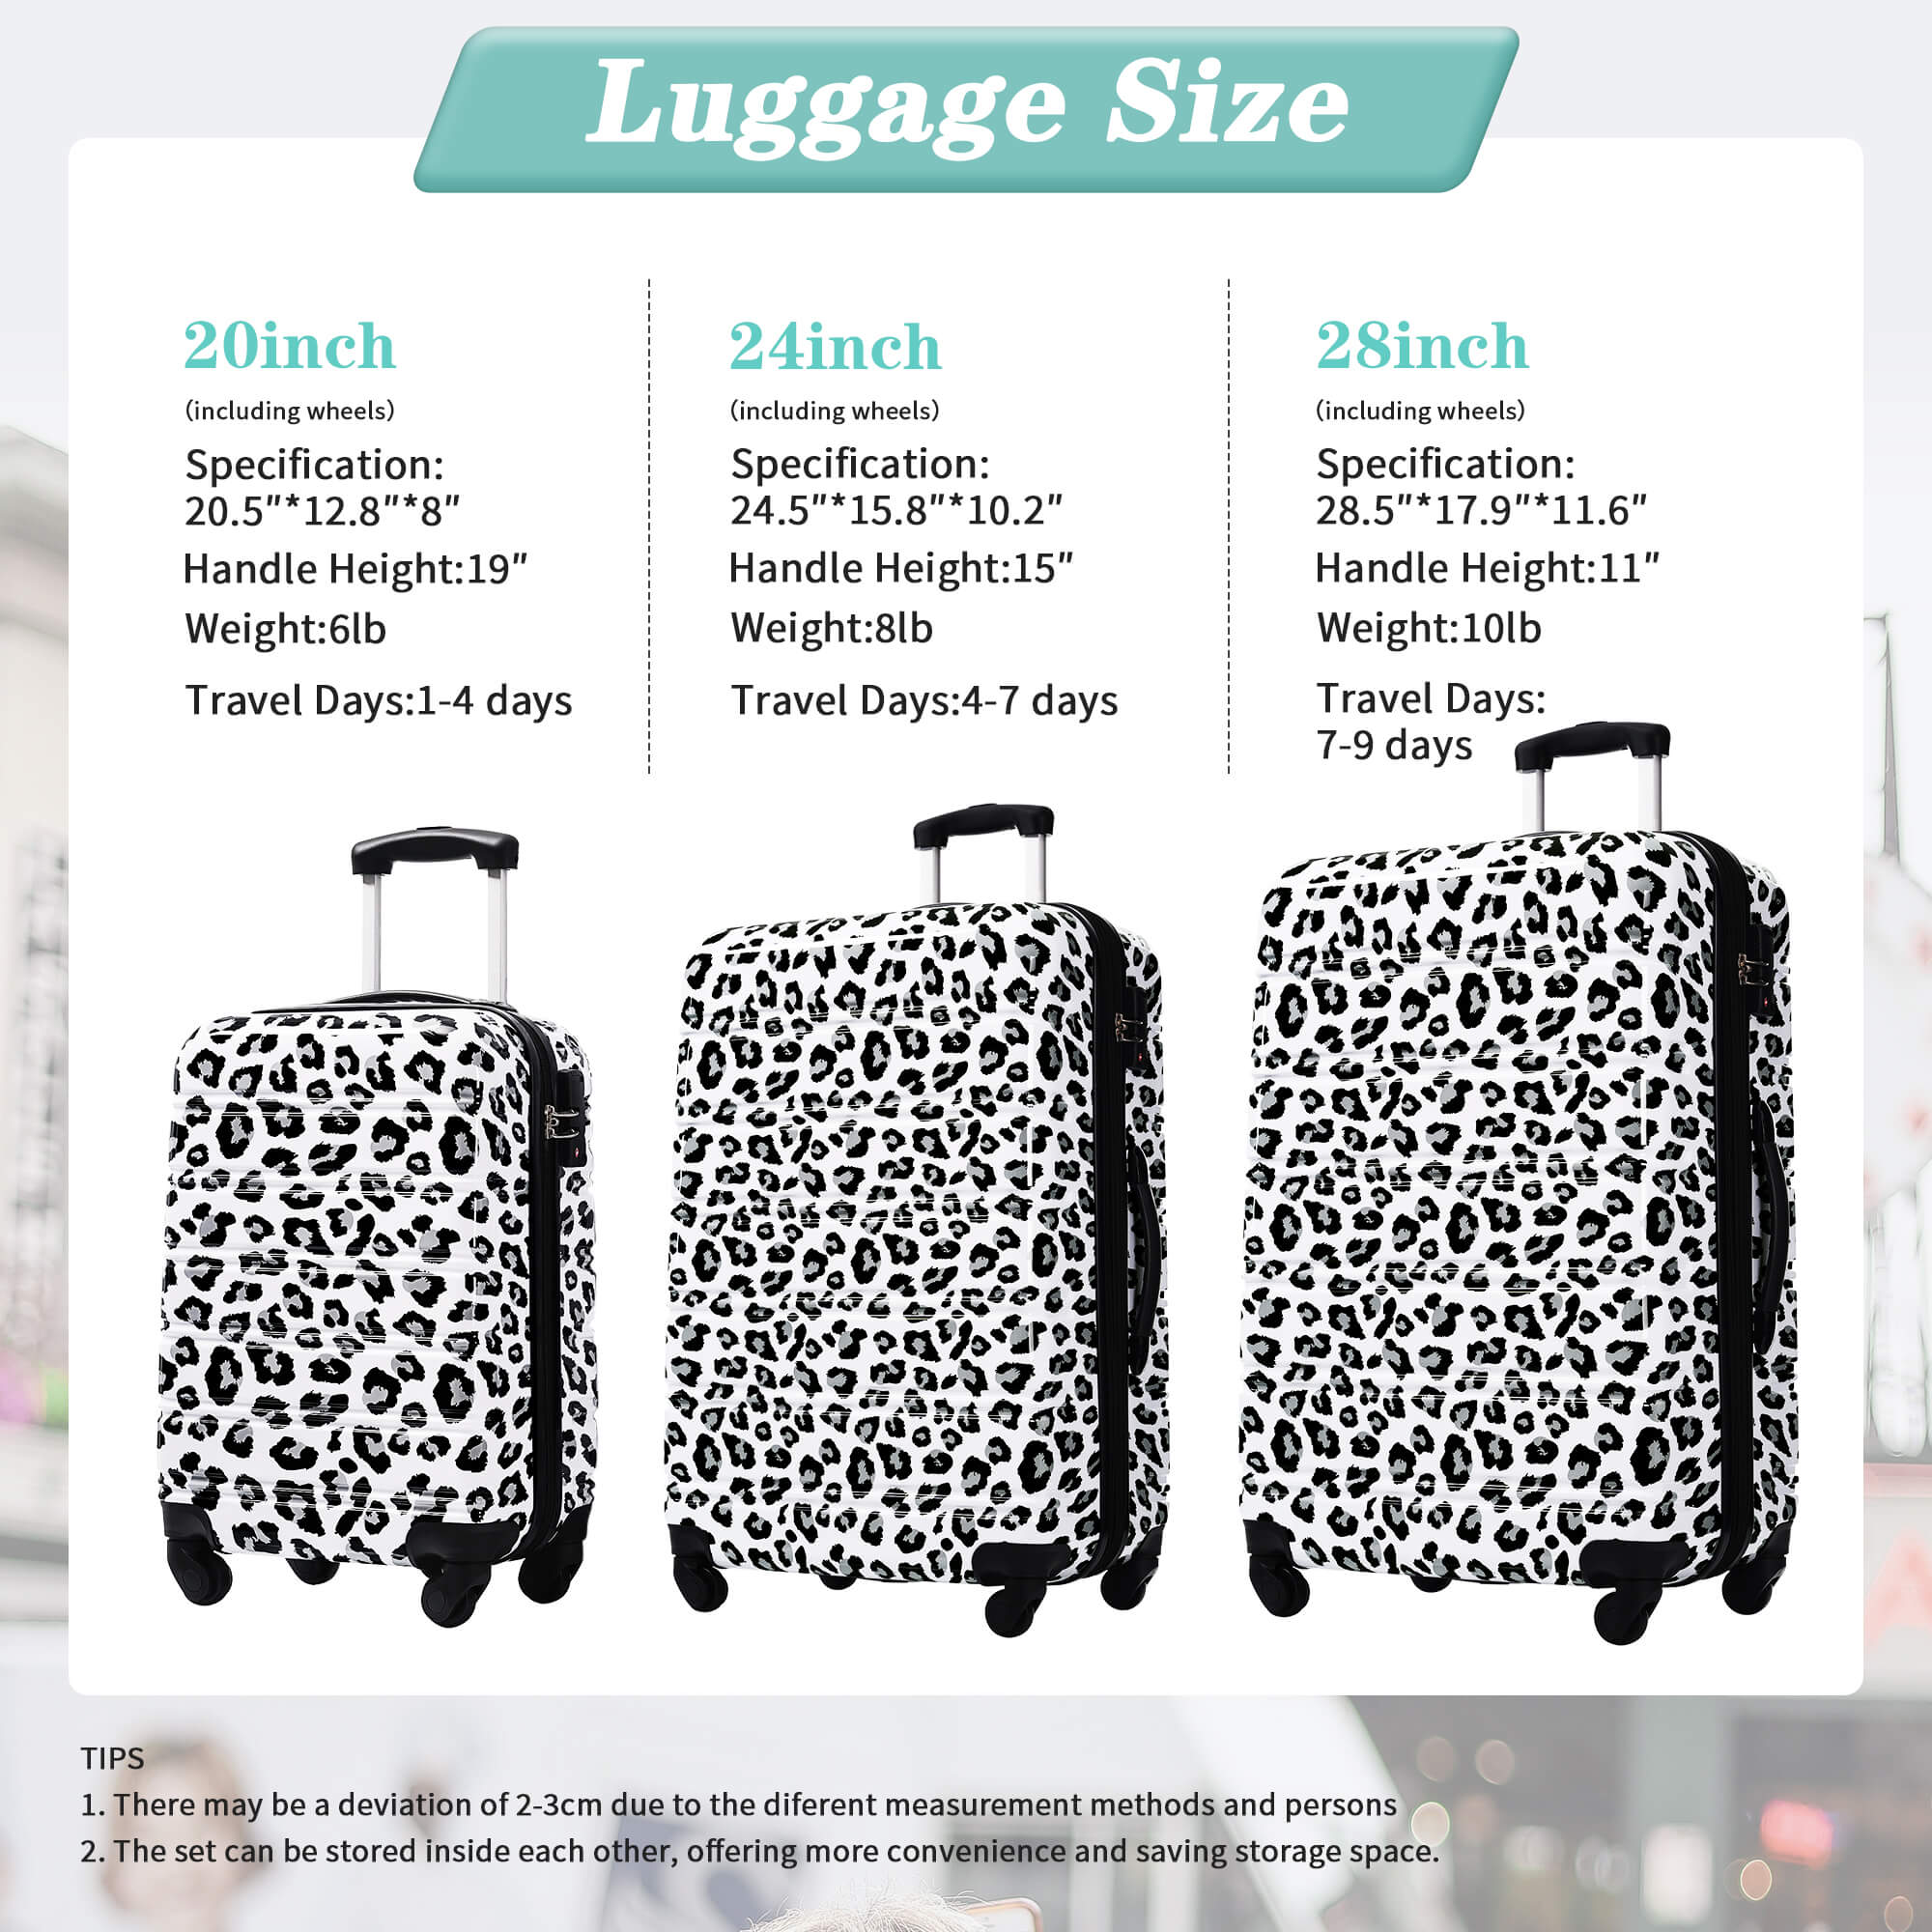 Luggage Size
20inch
(including wheels)
Specification:
20.5"*12.8"*8"
Handle Height:19"
Weight:6lb
Travel Days:1-4 days
24inch
(including wheels)
Specification:
24.5"*15.8"*10.2"
Handle Height:15"
Weight:8lb
Travel Days:4-7 days
28inch
(including wheels)
Specification:
28.5"*17.9"*11.6"
Handle Height:11"
Weight:10lb
Travel Days:
7-9 days
TIPS
1. There may be a deviation of 2-3cm due to the diferent measurement methods and persons
2. The set can be stored inside each other, offering more convenience and saving storage space.